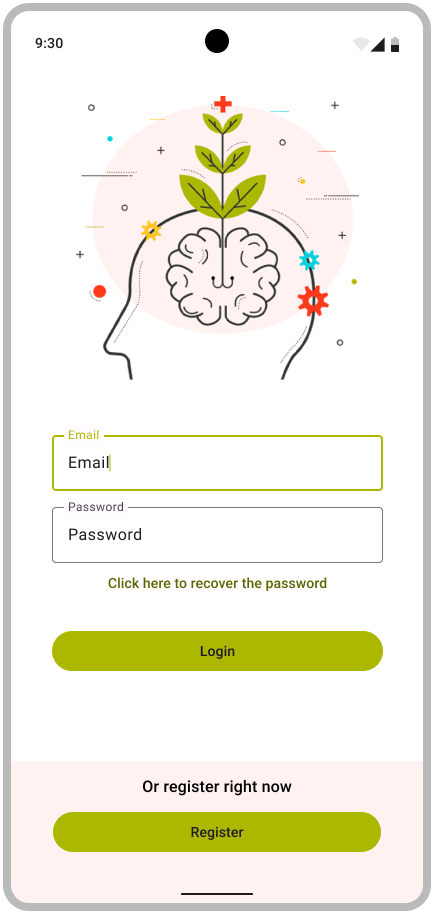 9:30
Email
Email
Password
Password
Click here to recover the password
Login
Or register right now
Register